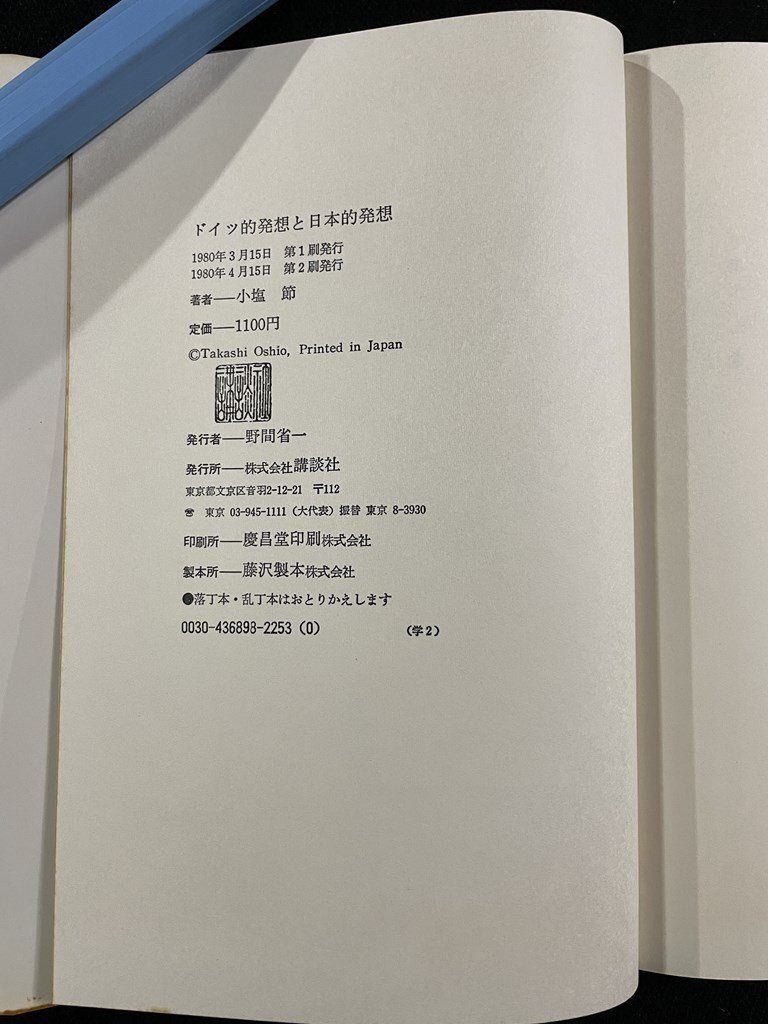 ドイツ的発想と日本的発想
1980年3月15日　第1刷発行
1980年4月15日　第2刷発行
著者──小塩　節
定価──1100円
©Takashi Oshio, Printed in Japan
発行者──野間省一
発行所──株式会社講談社
東京都文京区音羽2-12-21　〒112
☎　東京 03-945-1111（大代表）振替 東京 8-3930
印刷所──慶昌堂印刷株式会社
製本所──藤沢製本株式会社
●落丁本・乱丁本はおとりかえします
0030-436898-2253 (0)　（学2）